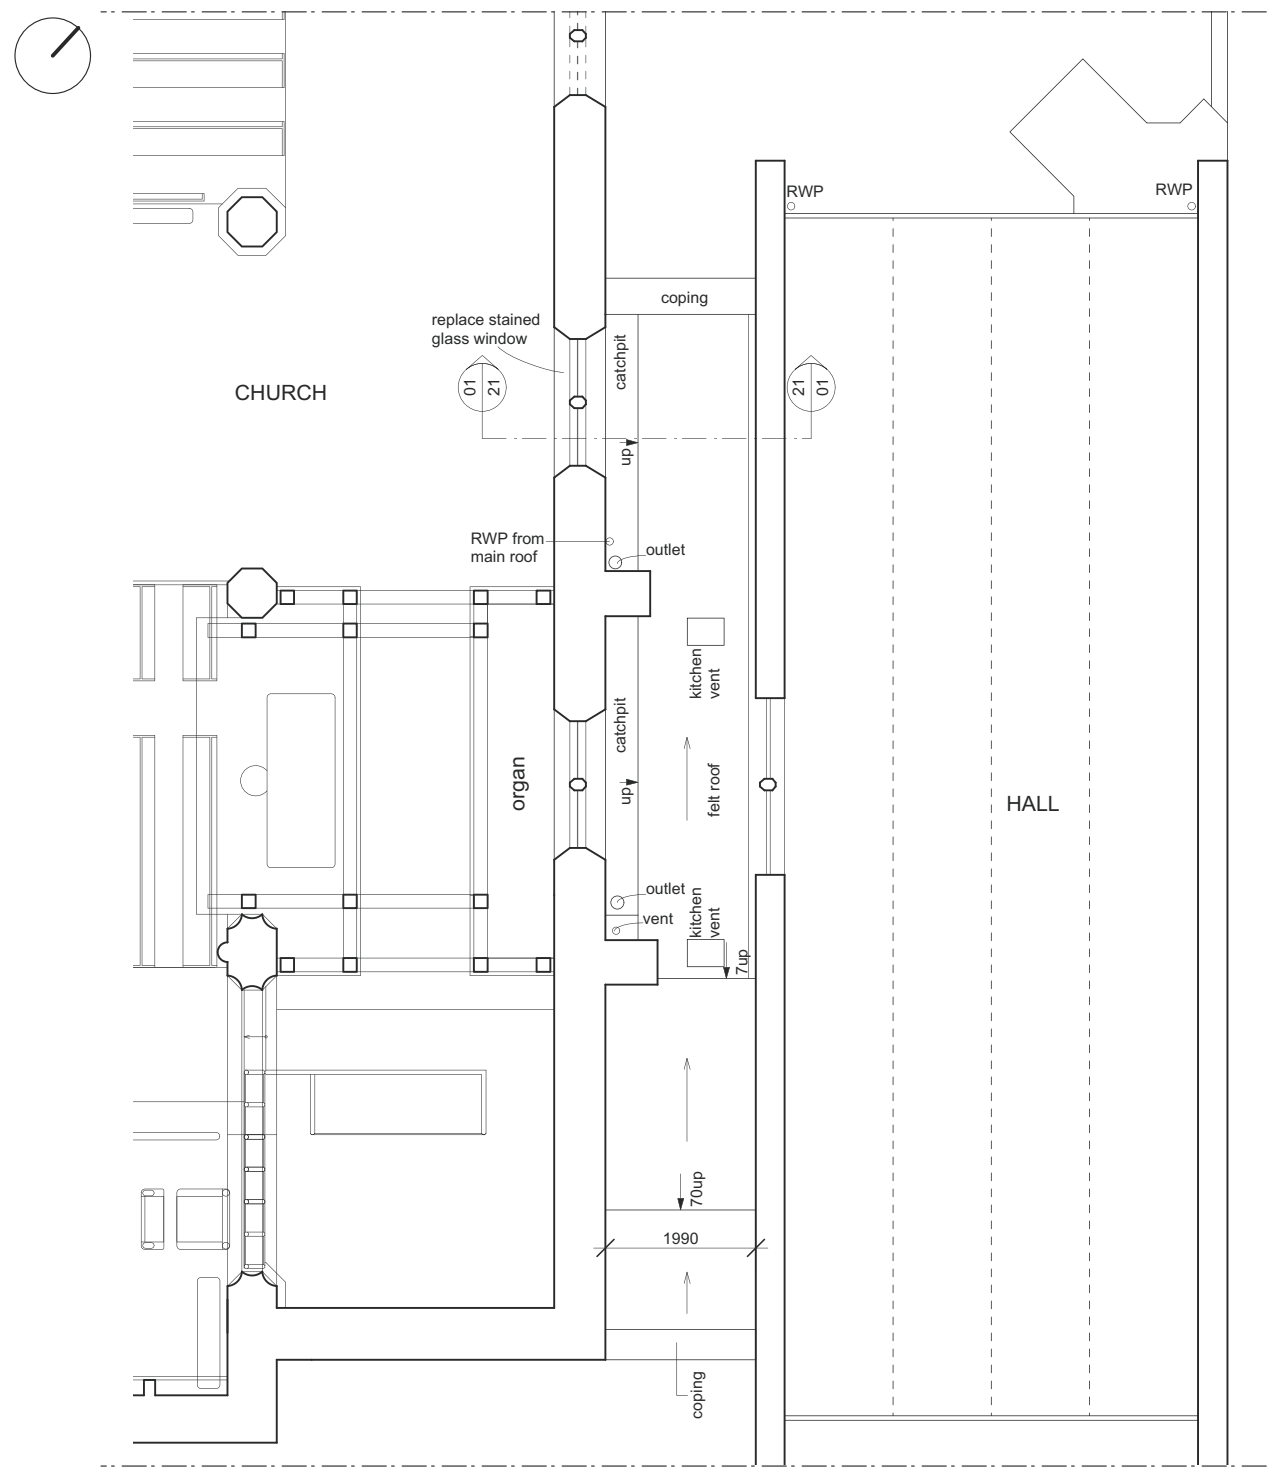 RWP
RWP
coping
replace stained
glass window
catchpit
CHURCH
01
21
21
01
up
RWP from
main roof
outlet
kitchen
vent
catchpit
organ
up
felt roof
HALL
outlet
vent
kitchen
vent
7up
70up
1990
coping